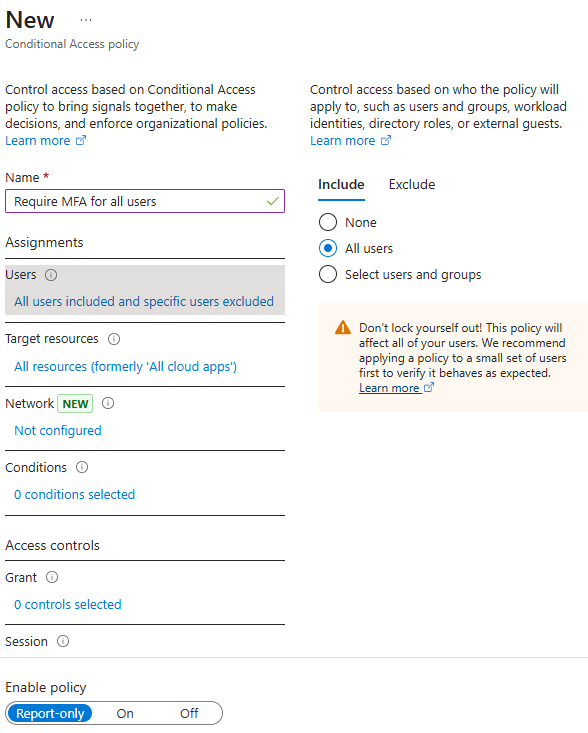 New ...
Conditional Access policy
Control access based on Conditional Access
policy to bring signals together, to make
decisions, and enforce organizational policies.
Learn more
Name *
Require MFA for all users
Assignments
Users
All users included and specific users excluded
Target resources
All resources (formerly 'All cloud apps')
Network NEW
Not configured
Conditions
0 conditions selected
Access controls
Grant
0 controls selected
Session
Control access based on who the policy will
apply to, such as users and groups, workload
identities, directory roles, or external guests.
Learn more
Include Exclude
None
All users
Select users and groups
Don't lock yourself out! This policy will
affect all of your users. We recommend
applying a policy to a small set of users
first to verify it behaves as expected.
Learn more
Enable policy
Report-only On Off